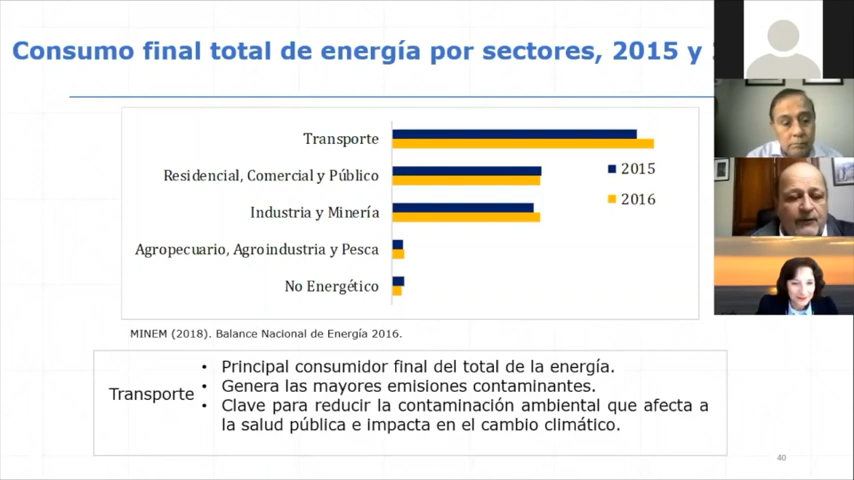 Consumo final total de energía por sectores, 2015 y
Transporte
Residencial, Comercial y Público
Industria y Minería
Agropecuario, Agroindustria y Pesca
No Energético
2015
2016
MINEM (2018). Balance Nacional de Energía 2016.
Transporte
• Principal consumidor final del total de la energía.
• Genera las mayores emisiones contaminantes.
• Clave para reducir la contaminación ambiental que afecta a
la salud pública e impacta en el cambio climático.
40